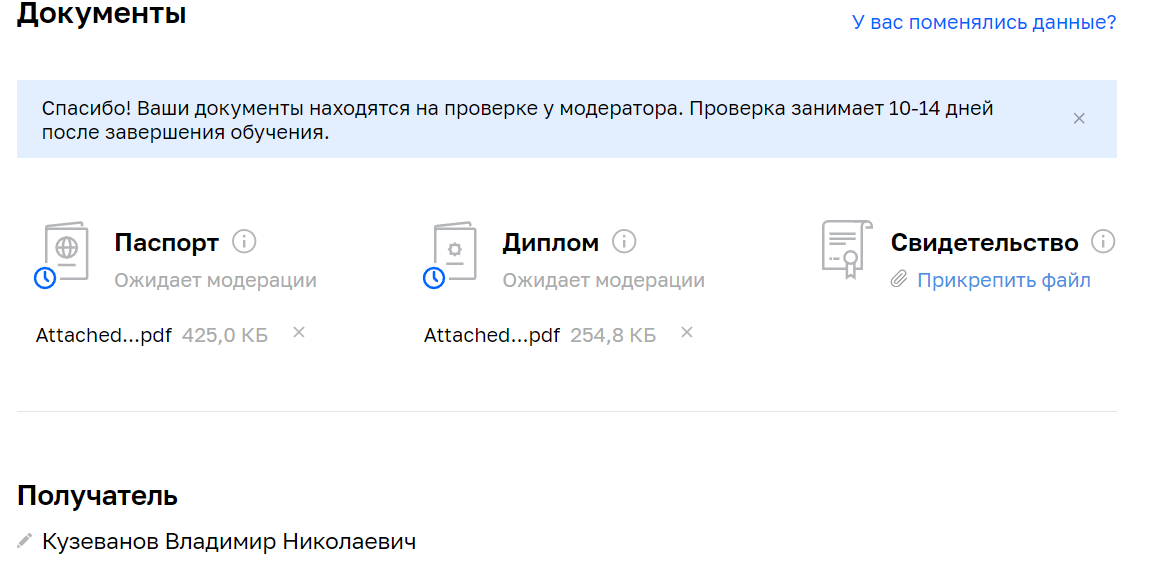 Документы
У вас поменялись данные?
Спасибо! Ваши документы находятся на проверке у модератора. Проверка занимает 10-14 дней
после завершения обучения.
Паспорт
Ожидает модерации
Attached...pdf 425,0 КБ
Диплом
Ожидает модерации
Attached...pdf 254,8 КБ
Свидетельство
Прикрепить файл
Получатель
Кузеванов Владимир Николаевич